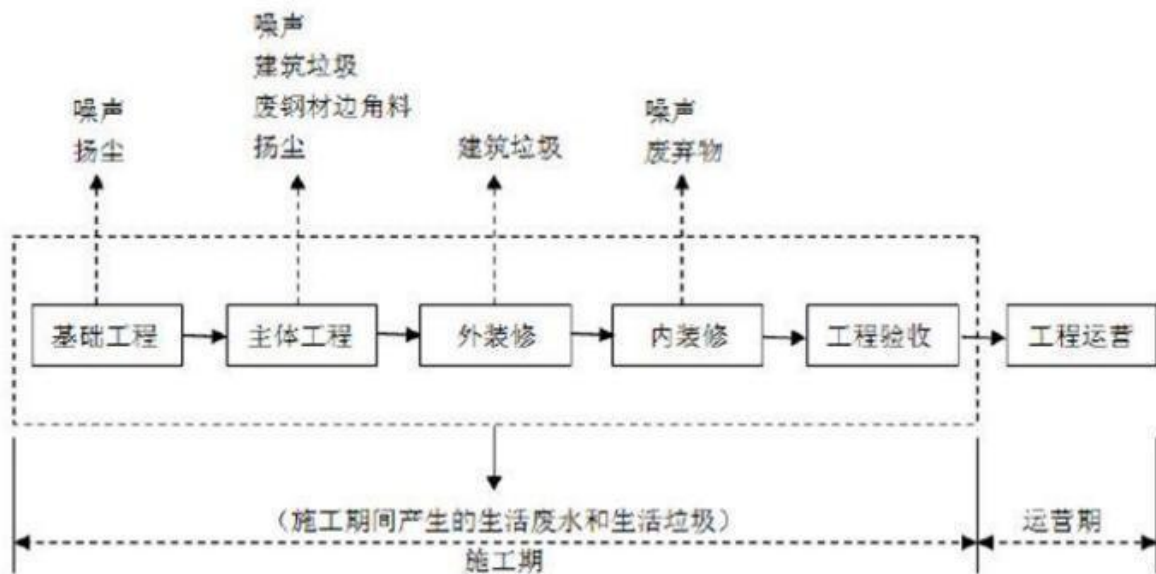 噪声
建筑垃圾
废钢材边角料
扬尘
噪声
扬尘
建筑垃圾
噪声
废弃物
基础工程
主体工程
外装修
内装修
工程验收
工程运营
(施工期间产生的生活废水和生活垃圾)
运营期
施工期